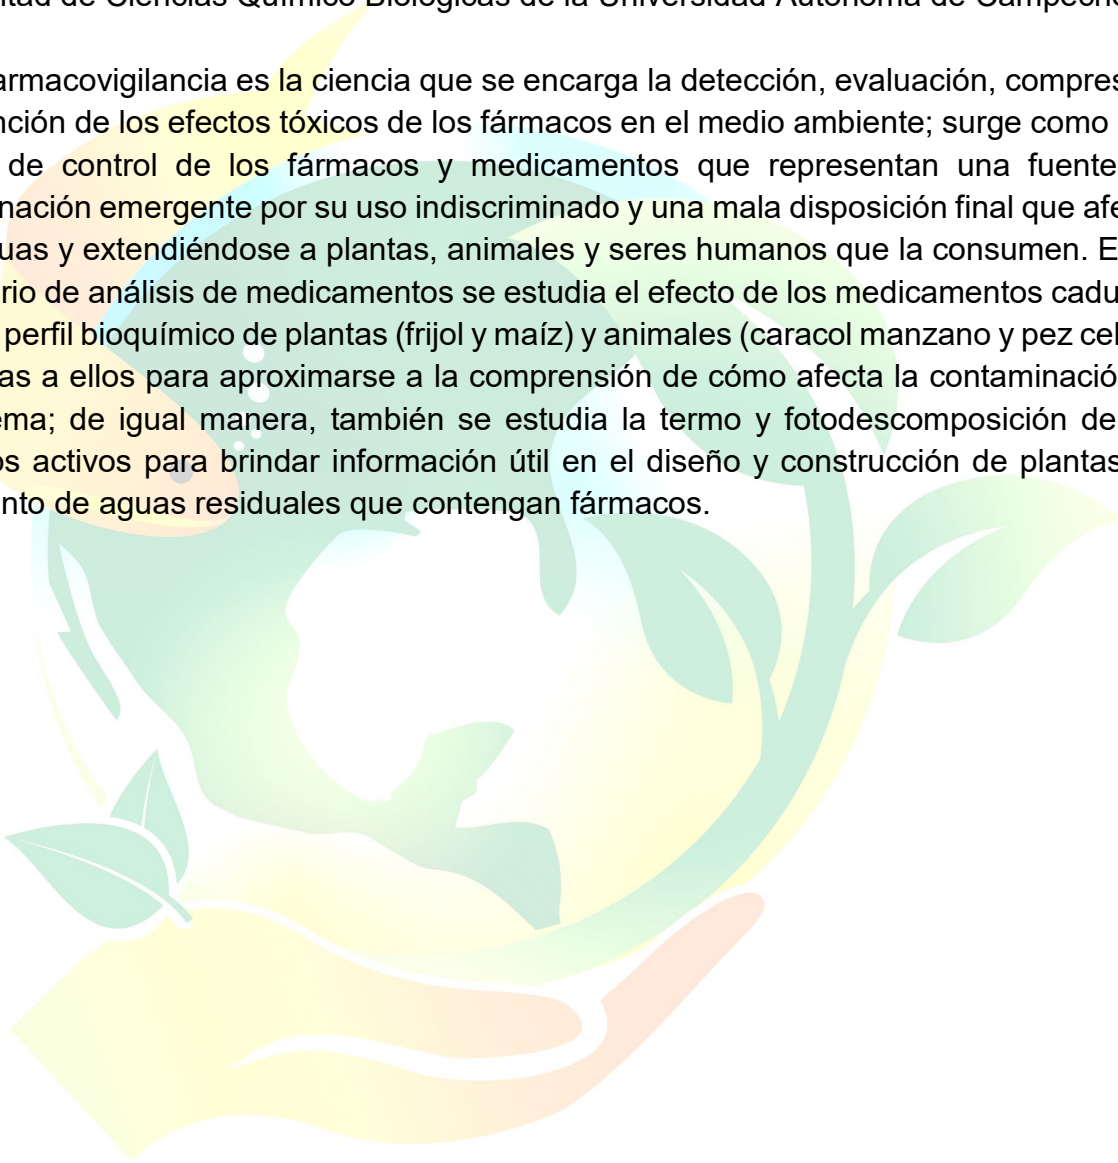 tad de Ciencias Químico Biológicas de la Universidad Autónoma de Campeche
armacovigilancia es la ciencia que se encarga la detección, evaluación, compres
nción de los efectos tóxicos de los fármacos en el medio ambiente; surge como
de control de los fármacos y medicamentos que representan una fuente
nación emergente por su uso indiscriminado y una mala disposición final que afe
uas y extendiéndose a plantas, animales y seres humanos que la consumen. E
rio de análisis de medicamentos se estudia el efecto de los medicamentos cadu
perfil bioquímico de plantas (frijol y maíz) y animales (caracol manzano y pez ceb
as a ellos para aproximarse a la comprensión de cómo afecta la contaminació
ema; de igual manera, también se estudia la termo y fotodescomposición de
os activos para brindar información útil en el diseño y construcción de plantas
nto de aguas residuales que contengan fármacos.